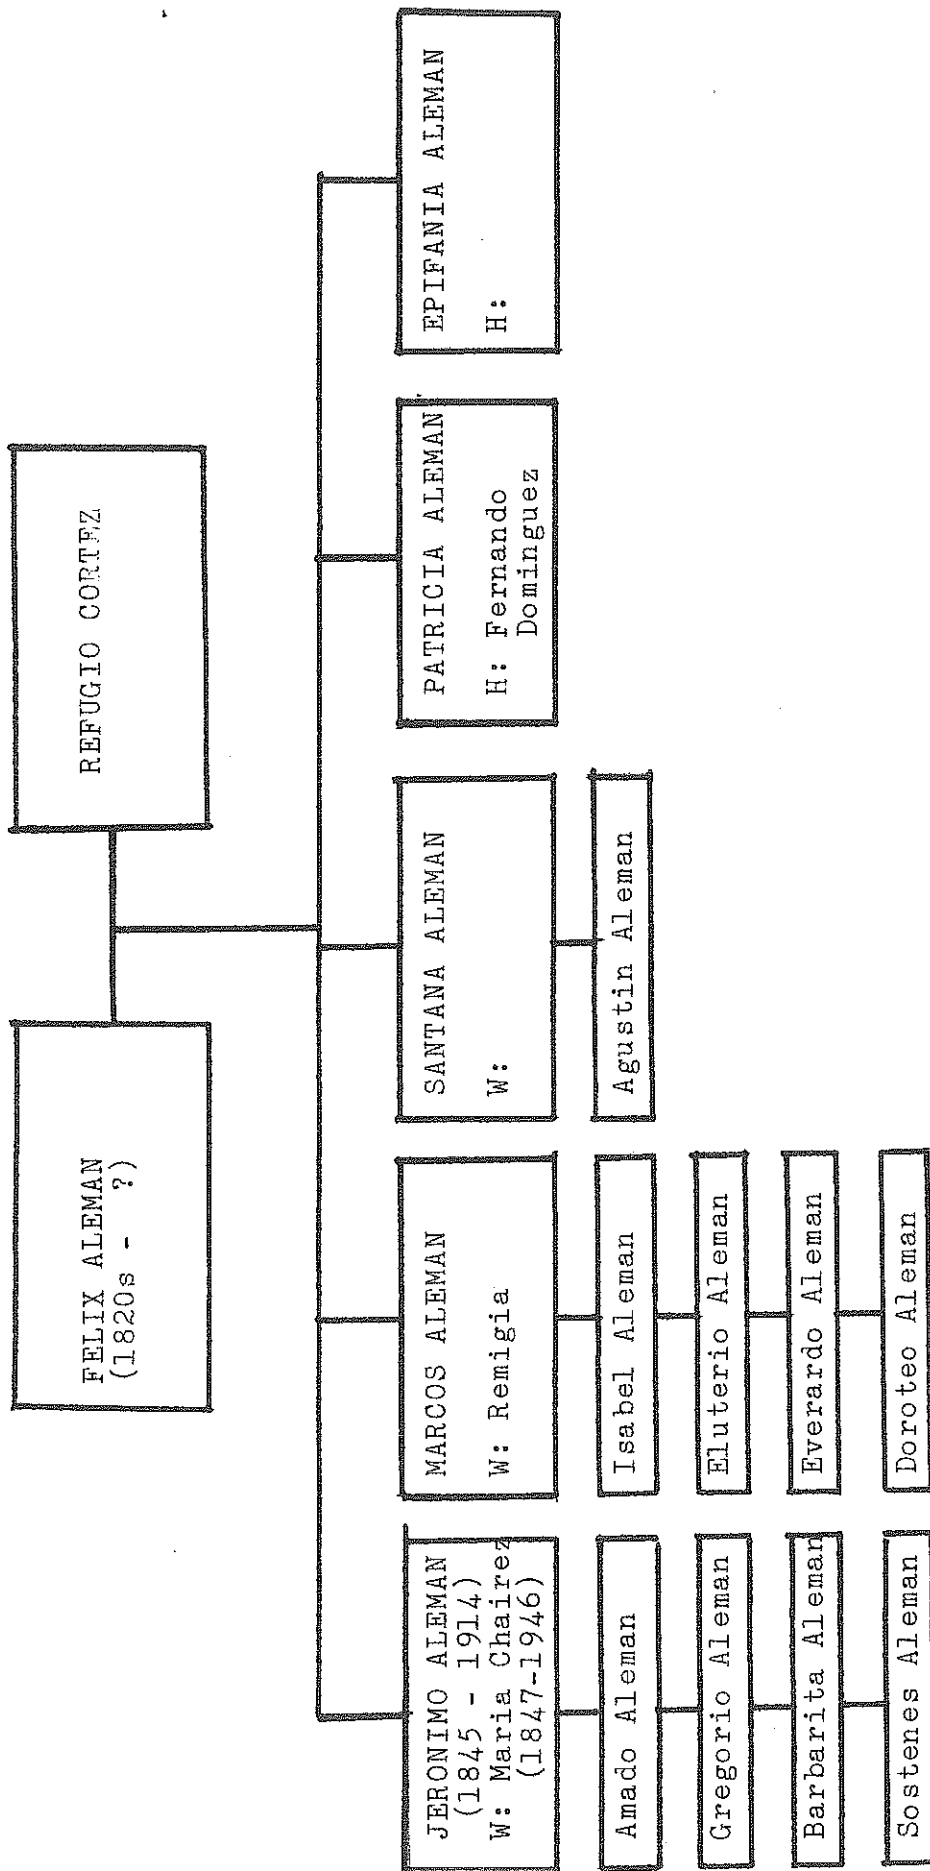 FELIX ALEMAN
(1820s - ?)
REFUGIO CORTEZ
JERONIMO ALEMAN
(1845 - 1914)
W: Maria Chairez
(1847-1946)
Amado Aleman
Gregorio Aleman
Barbarita Aleman
Sostenes Aleman
MARCOS ALEMAN
W: Remigia
Isabel Aleman
Eluterio Aleman
Everardo Aleman
Doroteo Aleman
SANTANA ALEMAN
W:
Agustin Aleman
PATRICIA ALEMAN
H: Fernando
Dominguez
EPIFANIA ALEMAN
H: